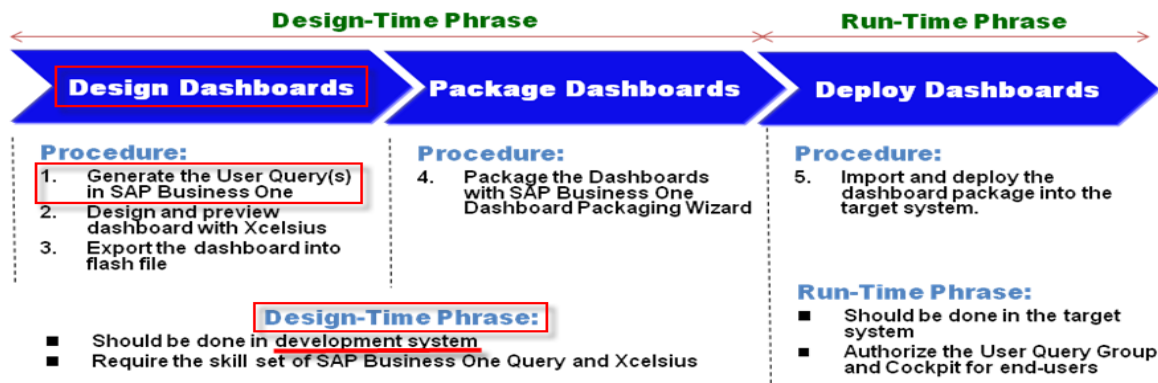 Design-Time Phrase
Run-Time Phrase
Design Dashboards
Package Dashboards
Deploy Dashboards
Procedure:
1. Generate the User Query(s)
in SAP Business One
2. Design and preview
dashboard with Xcelsius
3. Export the dashboard into
flash file
Procedure:
4. Package the Dashboards
with SAP Business One
Dashboard Packaging Wizard
Procedure:
5. Import and deploy the
dashboard package into the
target system.
Design-Time Phrase:
■ Should be done in development system
■ Require the skill set of SAP Business One Query and Xcelsius
Run-Time Phrase:
■ Should be done in the target
system
■ Authorize the User Query Group
and Cockpit for end-users